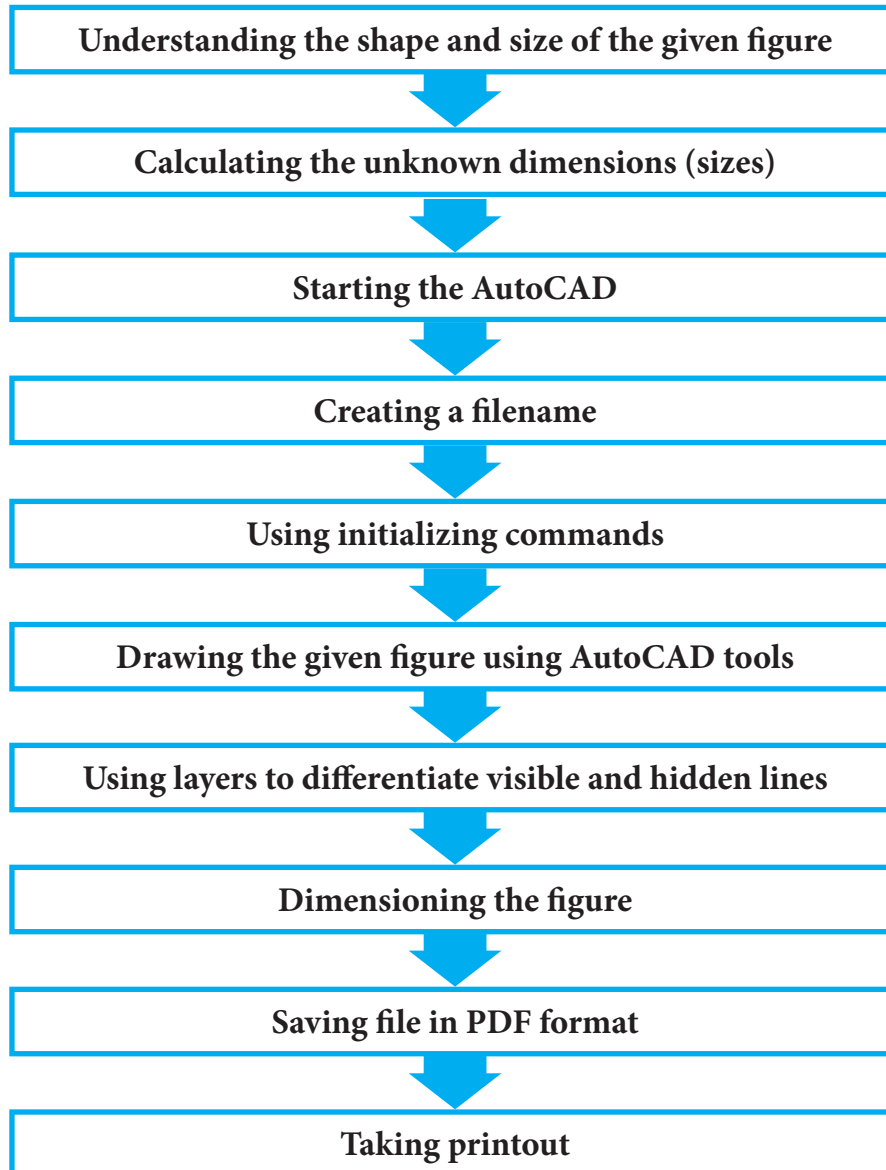 Understanding the shape and size of the given figure
Calculating the unknown dimensions (sizes)
Starting the AutoCAD
Creating a filename
Using initializing commands
Drawing the given figure using AutoCAD tools
Using layers to differentiate visible and hidden lines
Dimensioning the figure
Saving file in PDF format
Taking printout